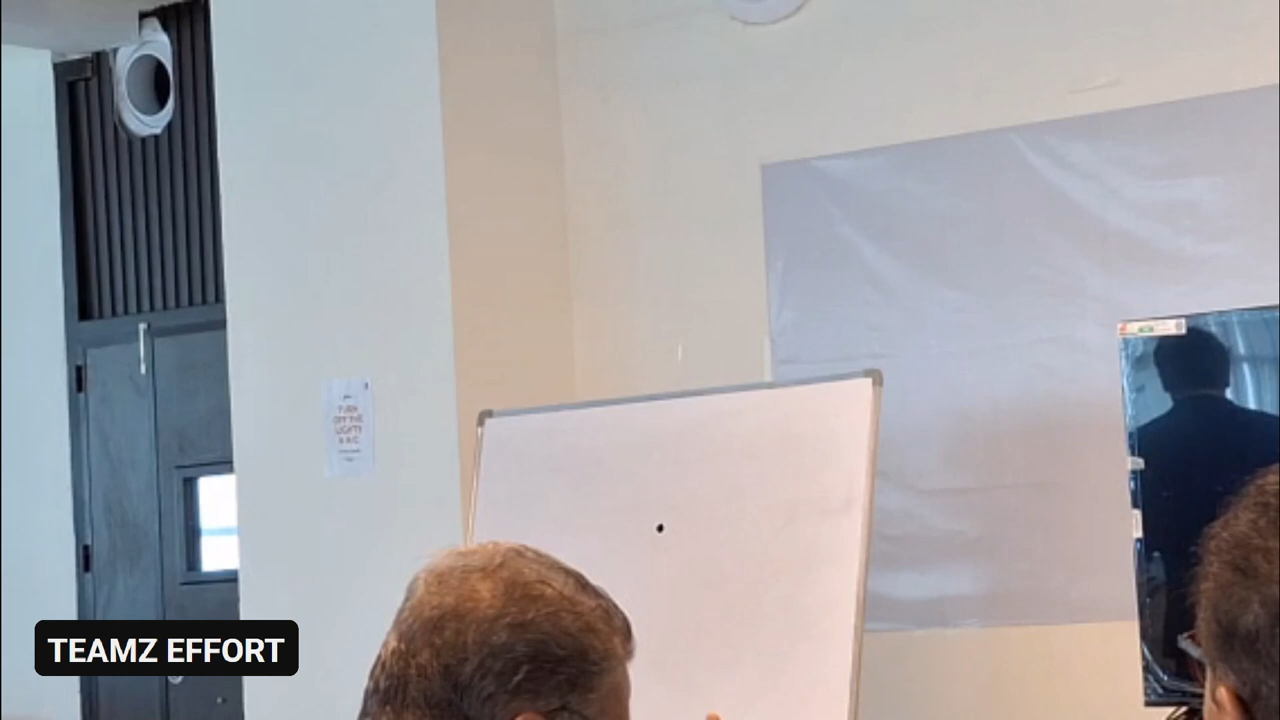 TURN
OFF THE
LIGHTS
& A/C
TEAMZ EFFORT